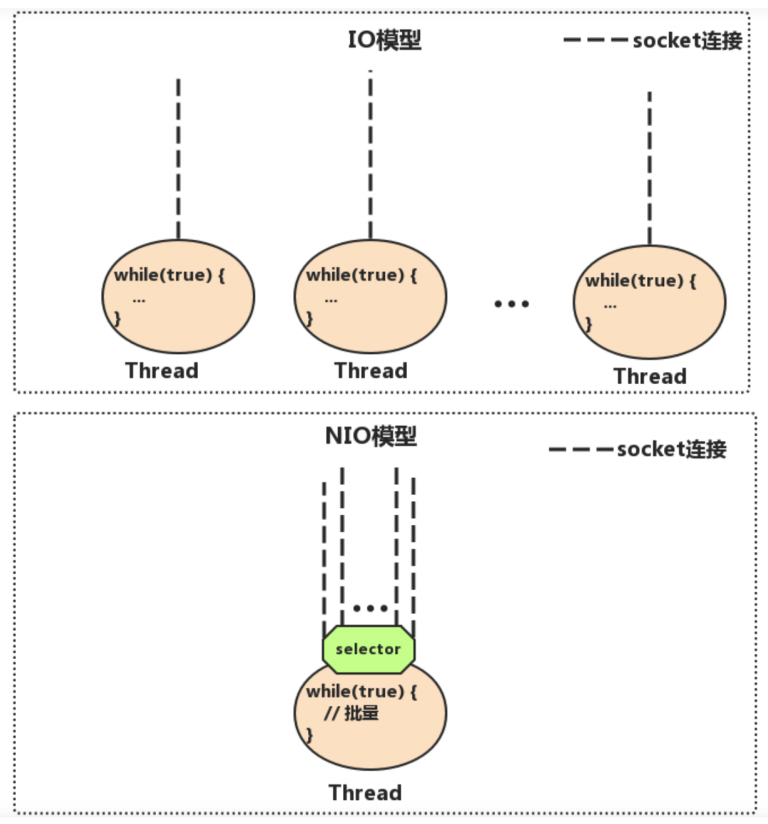 IO模型
socket连接
while(true) {
...
}
Thread
while(true) {
...
}
Thread
...
while(true) {
...
}
Thread
NIO模型
socket连接
...
selector
while(true) {
// 批量
}
Thread